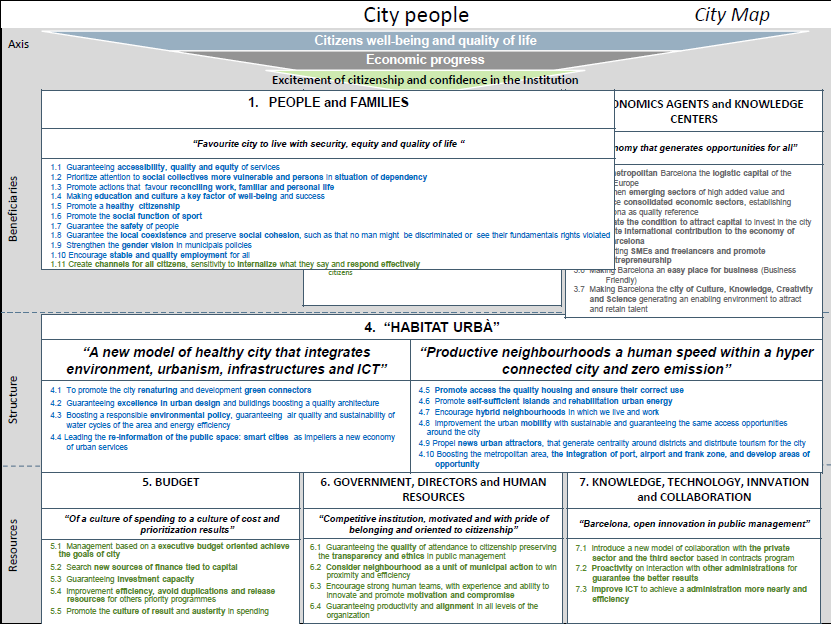 City people
City Map
Axis
Citizens well-being and quality of life
Economic progress
Excitement of citizenship and confidence in the Institution
Beneficiaries
1. PEOPLE and FAMILIES
"Favourite city to live with security, equity and quality of life "
1.1 Guaranteeing accessibility, quality and equity of services
1.2 Prioritize attention to social collectives more vulnerable and persons in situation of dependency
1.3 Promote actions that favour reconciling work, familiar and personal life
1.4 Making education and culture a key factor of well-being and success
1.5 Promote a healthy citizenship
1.6 Promote the social function of sport
1.7 Guarantee the safety of people
1.8 Guarantee the local coexistence and preserve social cohesion, such as that no man might be discriminated or see their fundamentals rights violated
1.9 Strengthen the gender vision in municipals policies
1.10 Encourage stable and quality employment for all
1.11 Create channels for all citizens, sensitivity to internalize what they say and respond effectively
citizens
ONOMICS AGENTS and KNOWLEDGE
CENTERS
nomy that generates opportunities for all"
etropolitan Barcelona the logistic capital of the
Europe
hen emerging sectors of high added value and
e consolidated economic sectors, establishing
na as quality reference
te the condition to attract capital to invest in the city
te international contribution to the economy of
rcelona
ting SMEs and freelancers and promote
trepreneurship
3.6 Making Barcelona an easy place for business (Business
Friendly)
3.7 Making Barcelona the city of Culture, Knowledge, Creativity
and Science generating an enabling environment to attract
and retain talent
Structure
4. "HABITAT URBÀ"
"A new model of healthy city that integrates
environment, urbanism, infrastructures and ICT"
4.1 To promote the city renaturing and development green connectors
4.2 Guaranteeing excellence in urban design and buildings boosting a quality architecture
4.3 Boosting a responsible environmental policy, guaranteeing air quality and sustainability of
water cycles of the area and energy efficiency
4.4 Leading the re-information of the public space: smart cities as impellers a new economy
of urban services
"Productive neighbourhoods a human speed within a hyper
connected city and zero emission"
4.5 Promote access the quality housing and ensure their correct use
4.6 Promote self-sufficient islands and rehabilitation urban energy
4.7 Encourage hybrid neighbourhoods in which we live and work
4.8 Improvement the urban mobility with sustainable and guaranteeing the same access opportunities
around the city
4.9 Propel news urban attractors, that generate centrality around districts and distribute tourism for the city
4.10 Boosting the metropolitan area, the integration of port, airport and frank zone, and develop areas of
opportunity
Resources
5. BUDGET
"Of a culture of spending to a culture of cost and
prioritization results"
5.1 Management based on a executive budget oriented achieve
the goals of city
5.2 Search new sources of finance tied to capital
5.3 Guaranteeing investment capacity
5.4 Improvement efficiency, avoid duplications and release
resources for others priority programmes
5.5 Promote the culture of result and austerity in spending
6. GOVERNMENT, DIRECTORS and HUMAN
RESOURCES
"Competitive institution, motivated and with pride of
belonging and oriented to citizenship"
6.1 Guaranteeing the quality of attendance to citizenship preserving
the transparency and ethics in public management
6.2 Consider neighbourhood as a unit of municipal action to win
proximity and efficiency
6.3 Encourage strong human teams, with experience and ability to
innovate and promote motivation and compromise
6.4 Guaranteeing productive and alignment in all levels of the
organization
7. KNOWLEDGE, TECHNOLOGY, INNVATION
and COLLABORATION
"Barcelona, open innovation in public management"
7.1 Introduce a new model of collaboration with the private
sector and the third sector based in contracts program
7.2 Proactivity on interaction with other administrations for
guarantee the better results
7.3 Improve ICT to achieve a administration more nearly and
efficiency